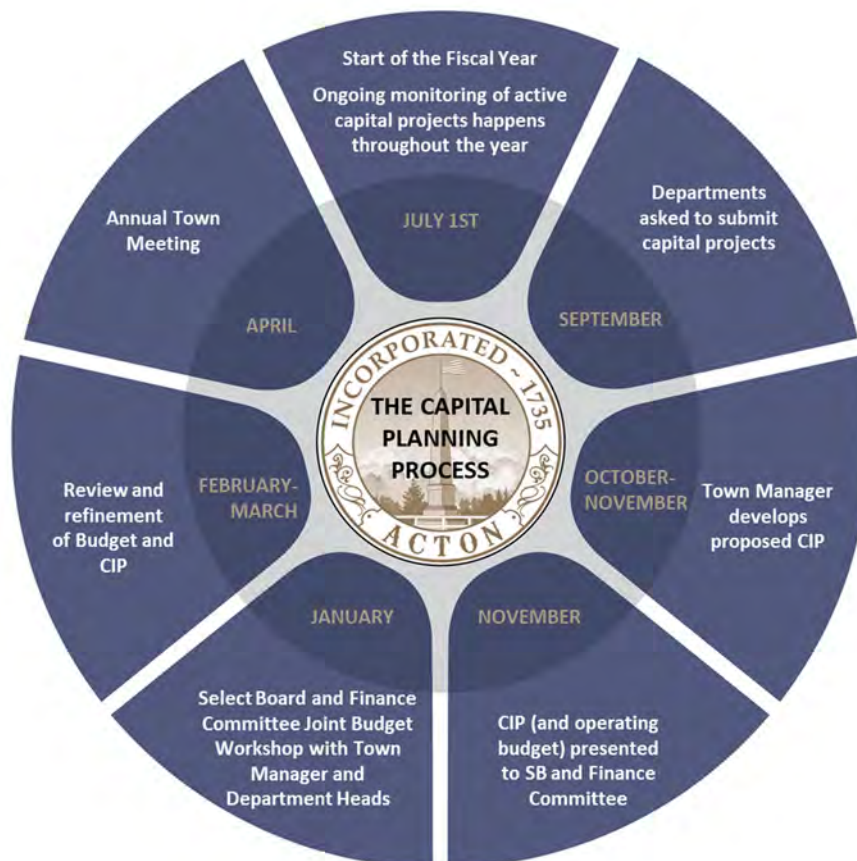 Start of the Fiscal Year
Ongoing monitoring of active
capital projects happens
throughout the year
JULY 1ST
Departments
asked to submit
capital projects
SEPTEMBER
Town Manager
develops
proposed CIP
OCTOBER-
NOVEMBER
CIP (and operating
budget) presented
to SB and Finance
Committee
NOVEMBER
Select Board and Finance
Committee Joint Budget
Workshop with Town
Manager and
Department Heads
JANUARY
Review and
refinement
of Budget and
CIP
FEBRUARY-
MARCH
Annual Town
Meeting
APRIL
INCORPORATED ~ 1735
THE CAPITAL
PLANNING
PROCESS
ACTON